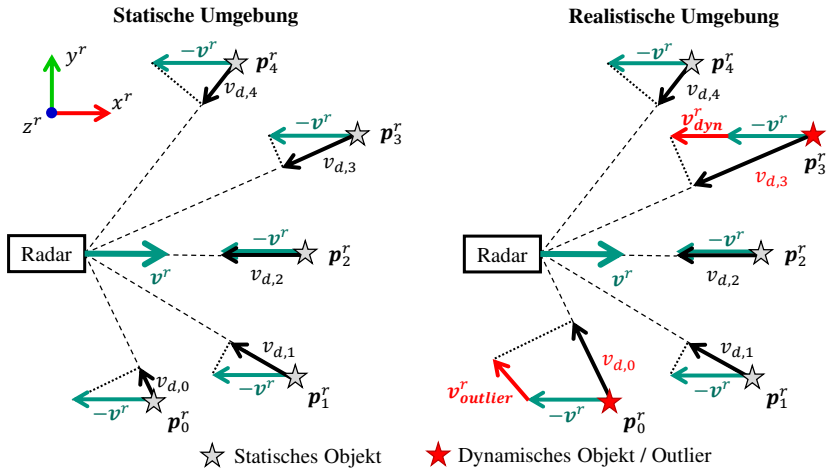 Statische Umgebung
y^r
x^r
z^r
-v^r
p_4^r
v_{d,4}
-v^r
p_3^r
v_{d,3}
Radar
v^r
-v^r
p_2^r
v_{d,2}
v_{d,1}
-v^r
p_1^r
v_{d,0}
-v^r
p_0^r
Realistische Umgebung
-v^r
p_4^r
v_{d,4}
v_{dyn}^r
-v^r
p_3^r
v_{d,3}
Radar
v^r
-v^r
p_2^r
v_{d,2}
v_{d,1}
-v^r
p_1^r
v_{d,0}
v_{outlier}^r
-v^r
p_0^r
Statisches Objekt
Dynamisches Objekt / Outlier